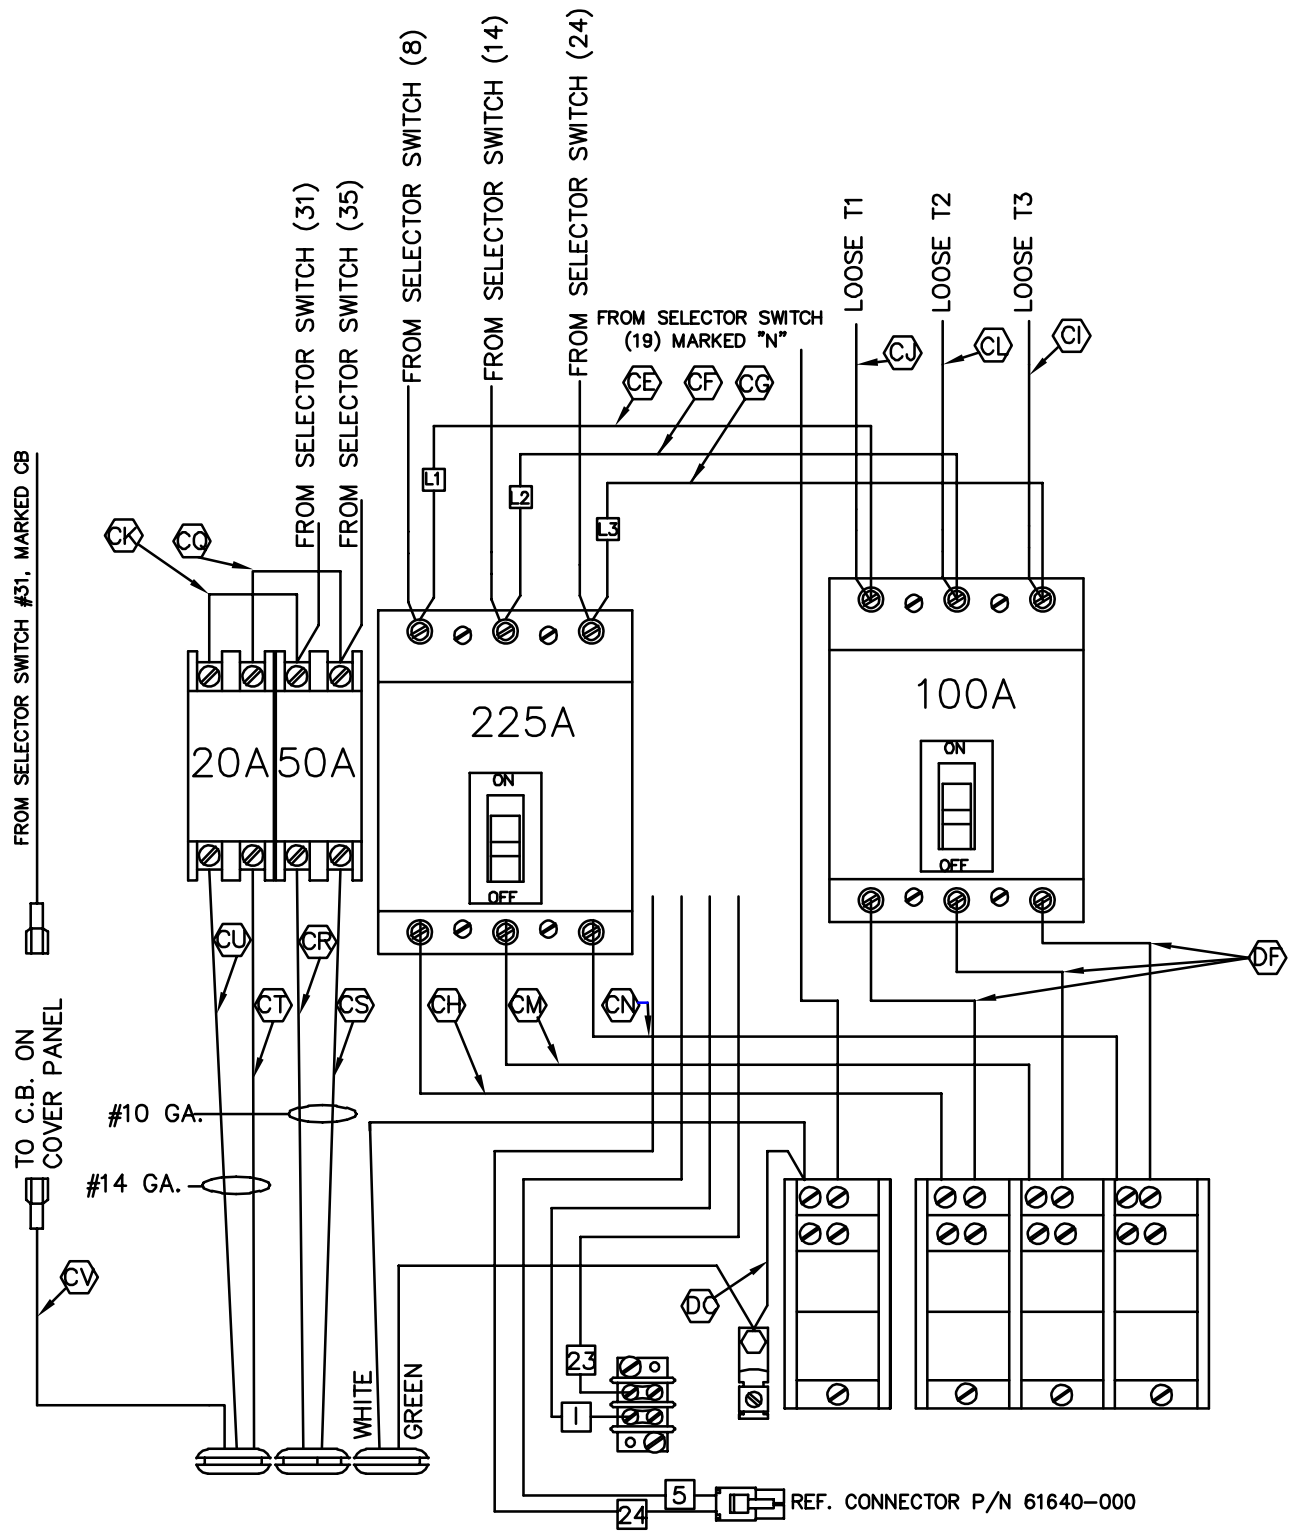 FROM SELECTOR SWITCH (8)
FROM SELECTOR SWITCH (14)
FROM SELECTOR SWITCH (24)
FROM SELECTOR SWITCH (31)
FROM SELECTOR SWITCH (35)
LOOSE T1
LOOSE T2
LOOSE T3
FROM SELECTOR SWITCH
(19) MARKED "N"
CJ
CL
CI
CE
CF
CG
L1
L2
L3
FROM SELECTOR SWITCH #31, MARKED CB
CK
CQ
20A
50A
225A
ON
OFF
100A
ON
OFF
CU
CR
CT
CS
CH
CM
CN
DF
TO C.B. ON
COVER PANEL
#10 GA.
#14 GA.
CV
DC
WHITE
GREEN
23
1
5
24
REF. CONNECTOR P/N 61640-000